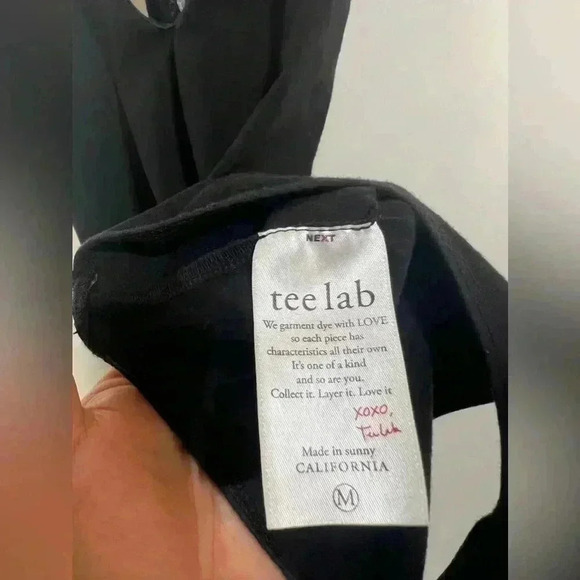 NEXT
tee lab
We garment dye with LOVE
so each piece has
characteristics all their own
It's one of a kind
and so are you.
Collect it. Layer it. Love it
xoxo,
Made in sunny
CALIFORNIA
M